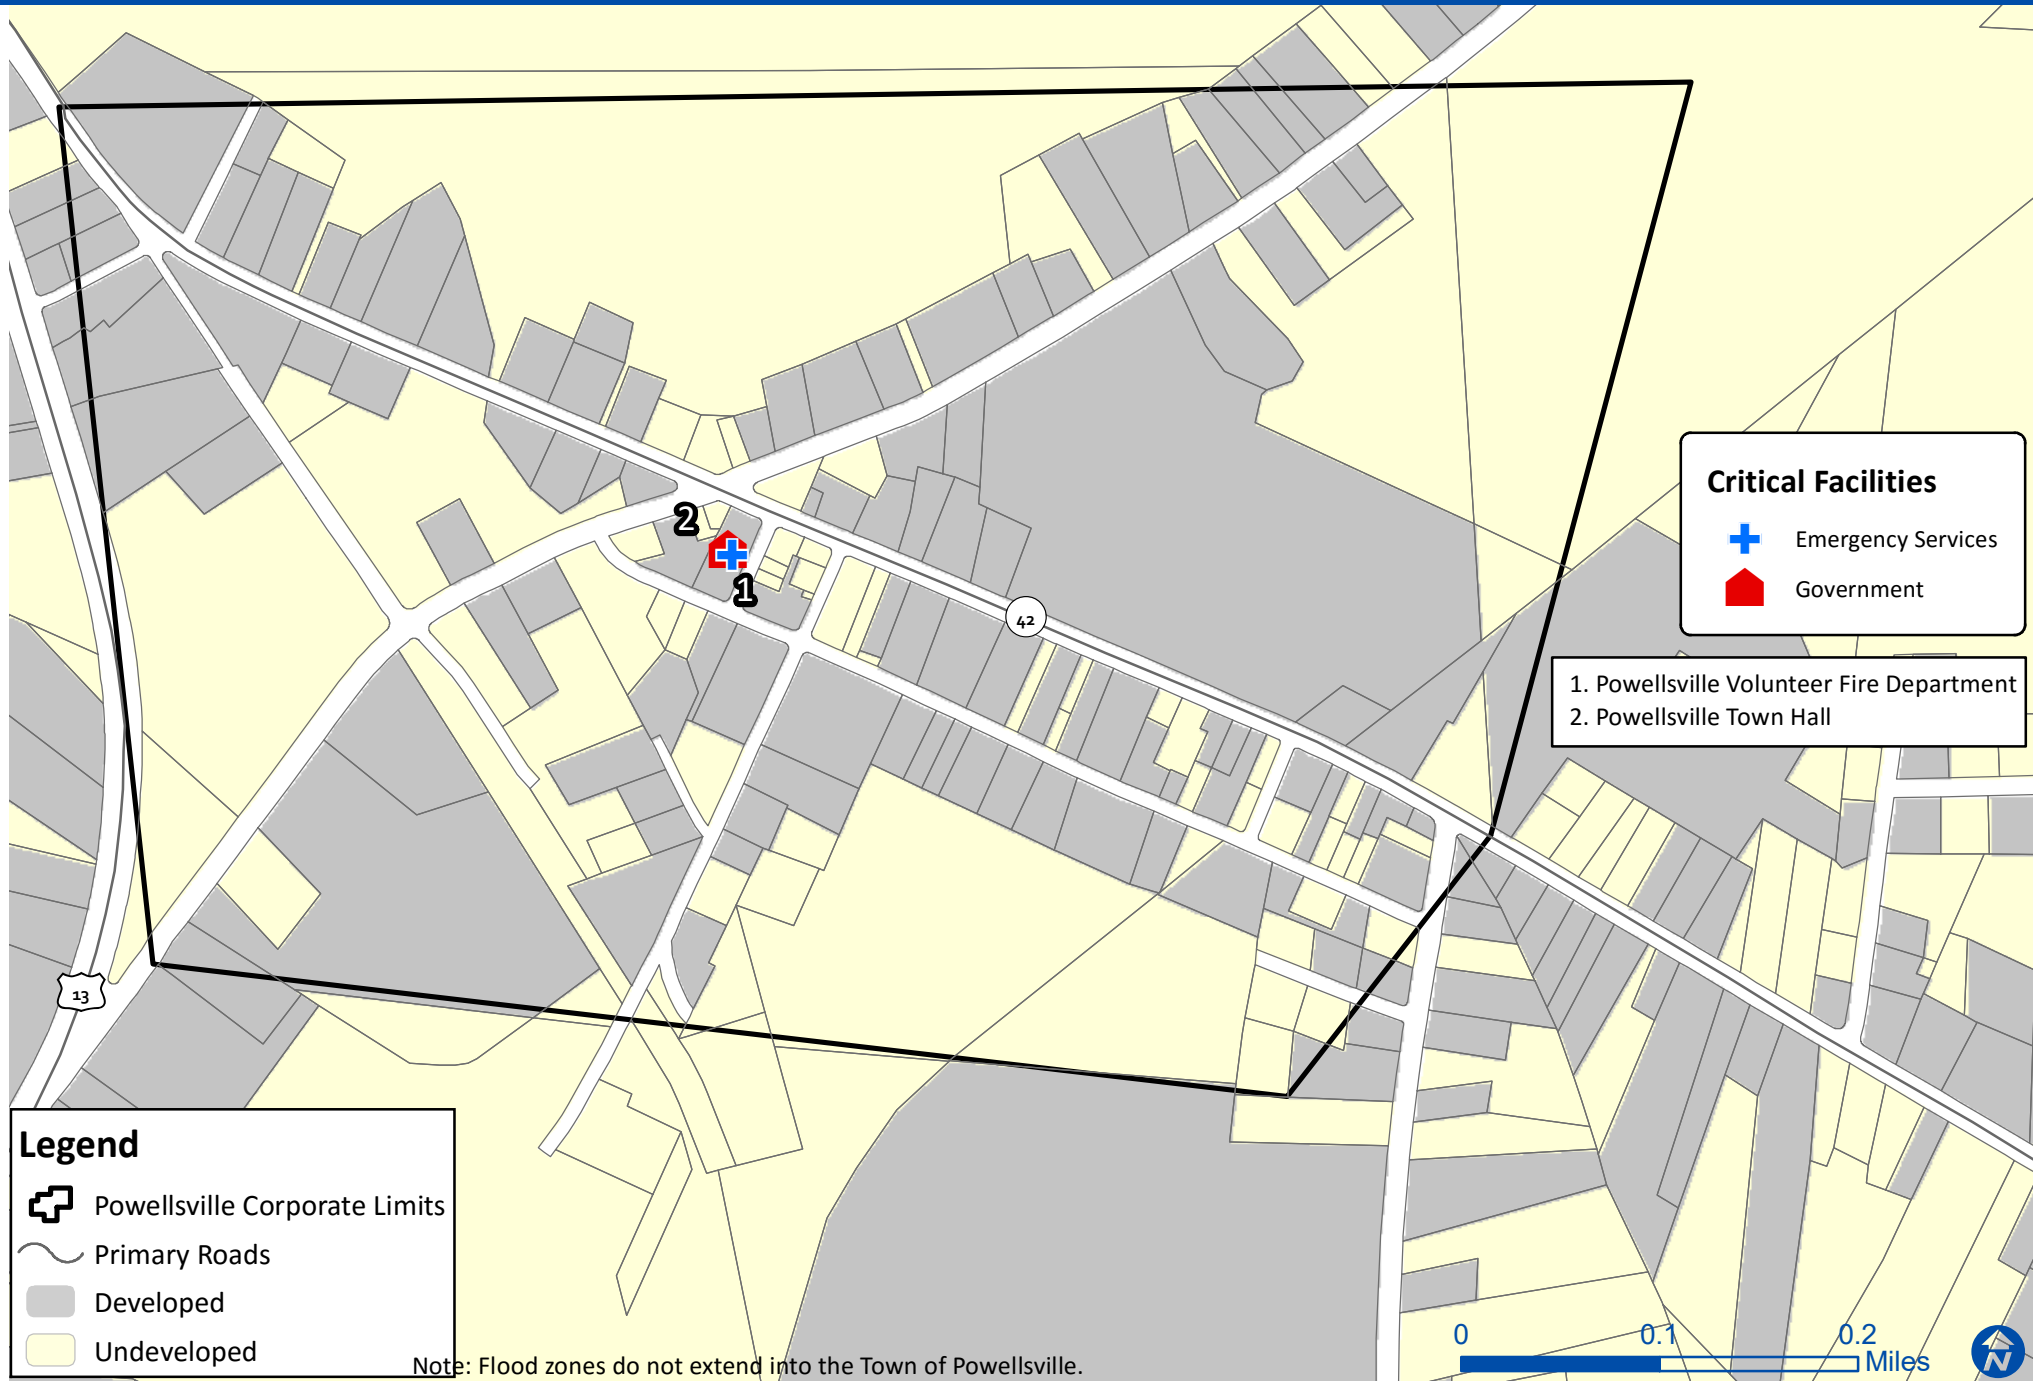 2
1
42
13
Critical Facilities
Emergency Services
Government
1. Powellsville Volunteer Fire Department
2. Powellsville Town Hall
Legend
Powellsville Corporate Limits
Primary Roads
Developed
Undeveloped
Note: Flood zones do not extend into the Town of Powellsville.
0 0.1 0.2
Miles
N